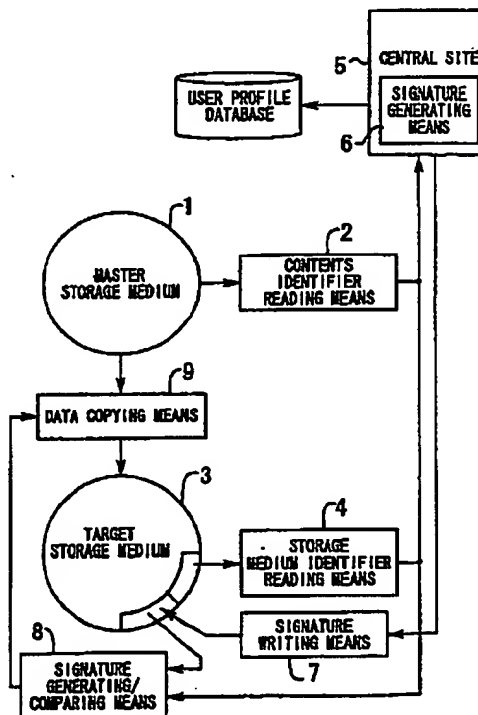 5
CENTRAL SITE
USER PROFILE
DATABASE
SIGNATURE
GENERATING
MEANS
6
1
MASTER
STORAGE MEDIUM
2
CONTENTS
IDENTIFIER
READING MEANS
9
DATA COPYING MEANS
3
TARGET
STORAGE MEDIUM
4
STORAGE
MEDIUM IDENTIFIER
READING MEANS
8
SIGNATURE
WRITING MEANS
7
SIGNATURE
GENERATING/
COMPARING MEANS